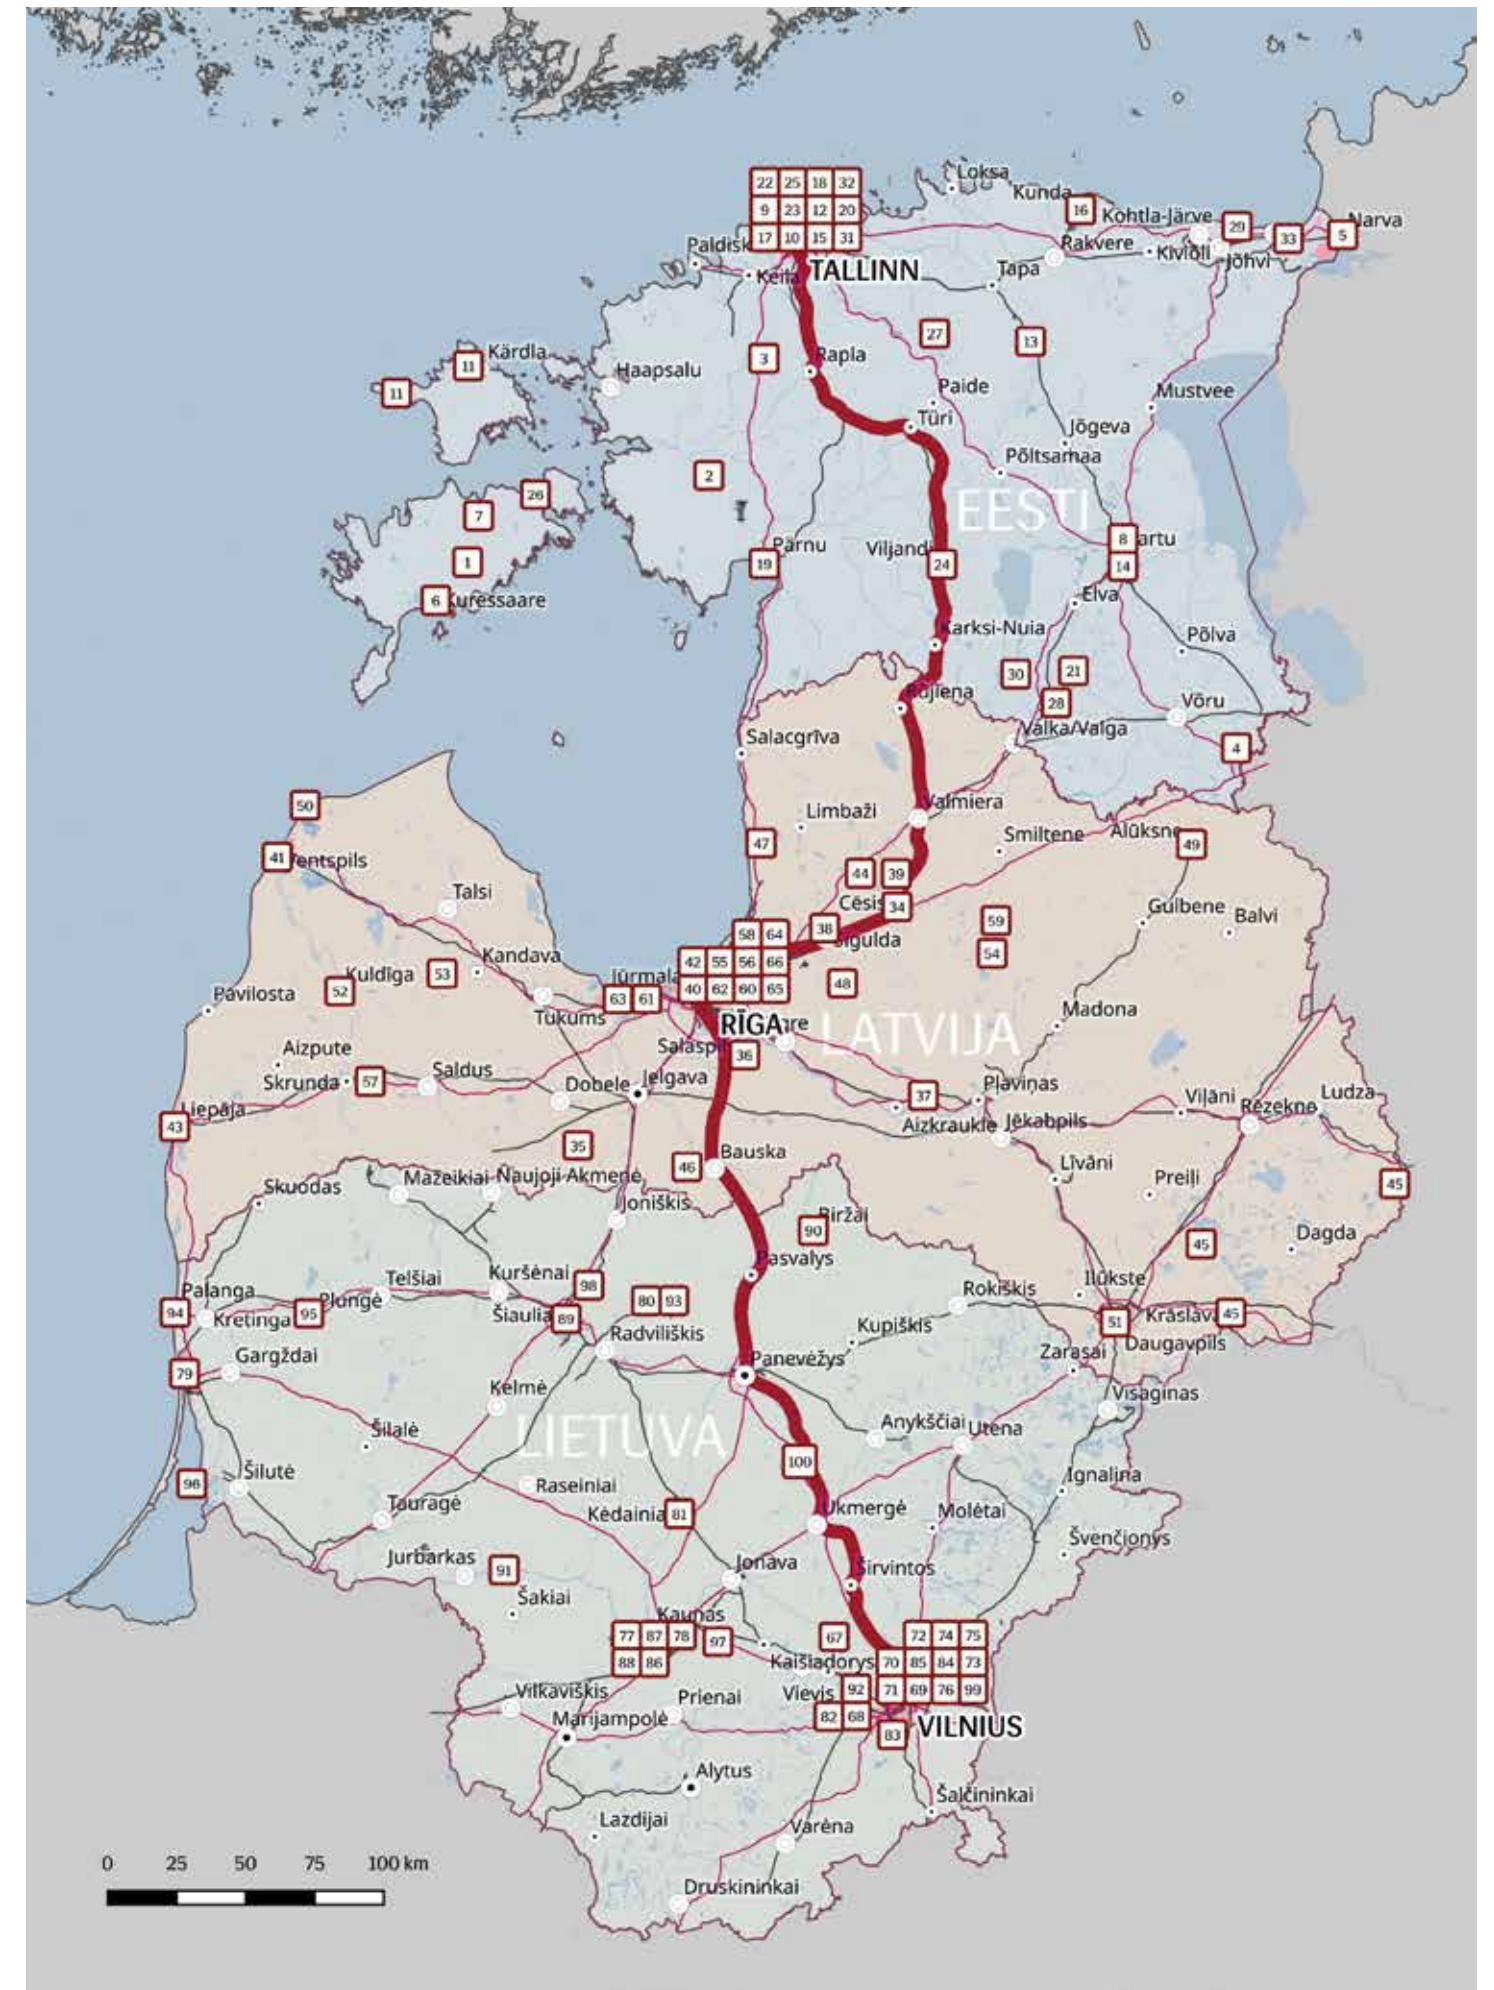 Loksa
Kunda
22 25 18 32
9 23 12 20
17 10 15 31
16
Kohtla-Järve
29
33
5
Narva
Rakvere
Kiviõli
Jõhvi
Paldisk
Keila
TALLINN
Tapa
27
13
3
Rapla
11
Kärdla
11
Haapsalu
Paide
Mustvee
Türi
Jõgeva
Põltsamaa
2
26
7
EESTI
8
artu
14
Pärnu
Viljandi
19
24
1
6
Kuressaare
Elva
Karksi-Nuia
Põlva
30
21
28
Rūjiena
Võru
Valka/Valga
4
Salacgrīva
50
Limbaži
Valmiera
Smiltene
Alūksne
49
47
41
Ventspils
44
39
Talsi
Cēsis
34
Gulbene
Balvi
59
38
Sigulda
58 64
42 55 56 66
40 62 60 65
54
Kandava
Kuldīga
53
52
Jūrmala
63 61
48
Pāvilosta
Tukums
Madona
RĪGA
gre
LATVIJA
Salaspil
36
Aizpute
Skrunda
57
Saldus
Dobele
Jelgava
37
Pļaviņas
Viļāni
Ludza
Rēzekne
Liepāja
43
Aizkraukle
Jēkabpils
35
46
Bauska
Līvāni
Preiļi
45
Skuodas
Mažeikiai
Naujoji Akmenė
Joniškis
Biržai
90
45
Dagda
Pasvalys
Palanga
Telšiai
Kuršėnai
98
Ilūkste
Rokiškis
94
Kretinga
95
Plungė
Šiaulia
89
80 93
51
Krāslava
45
Radviliškis
Kupiškis
Daugavpils
Gargždai
79
Panevėžys
Zarasai
Kelmė
Visaginas
LIETUVA
Šilalė
Anykščiai
Utena
100
96
Šilutė
Raseiniai
Ignalina
Tauragė
Kėdainia
81
Ukmergė
Molėtai
Švenčionys
Jurbarkas
91
Jonava
Širvintos
Šakiai
Kaunas
77 87 78
88 86
97
67
72 74 75
70 85 84 73
71 69 76 99
Kaišiadorys
Vievis
92
82 68
83
Vilkaviškis
Prienai
Marijampolė
VILNIUS
Alytus
Šalčininkai
Lazdijai
Varėna
0 25 50 75 100 km
Druskininkai